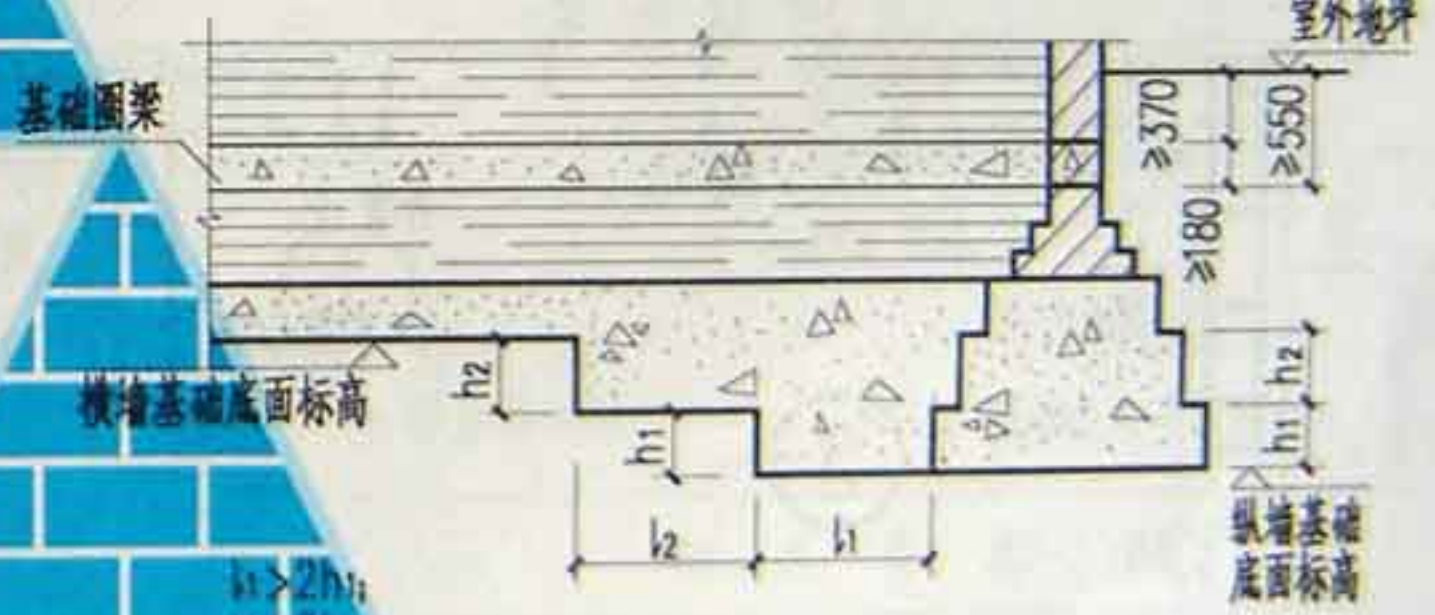 室外地坪
基础圈梁
≥370
≥550
≥180
横墙基础底面标高
h2
h1
h2
h1
l2
l1
纵墙基础
底面标高
l1>2h1;